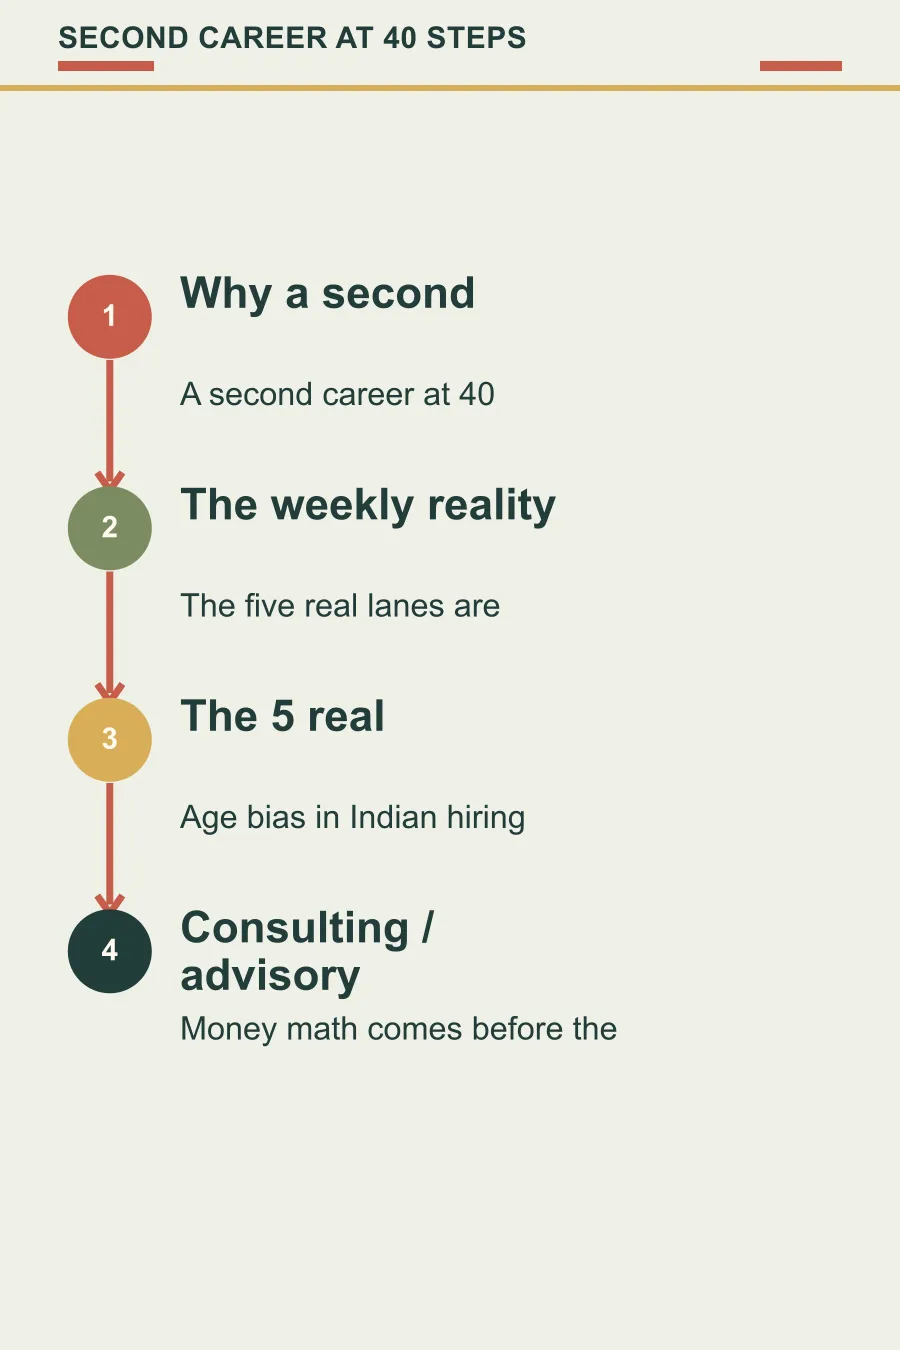 SECOND CAREER AT 40 STEPS
1
Why a second
A second career at 40
2
The weekly reality
The five real lanes are
3
The 5 real
Age bias in Indian hiring
4
Consulting /
advisory
Money math comes before the